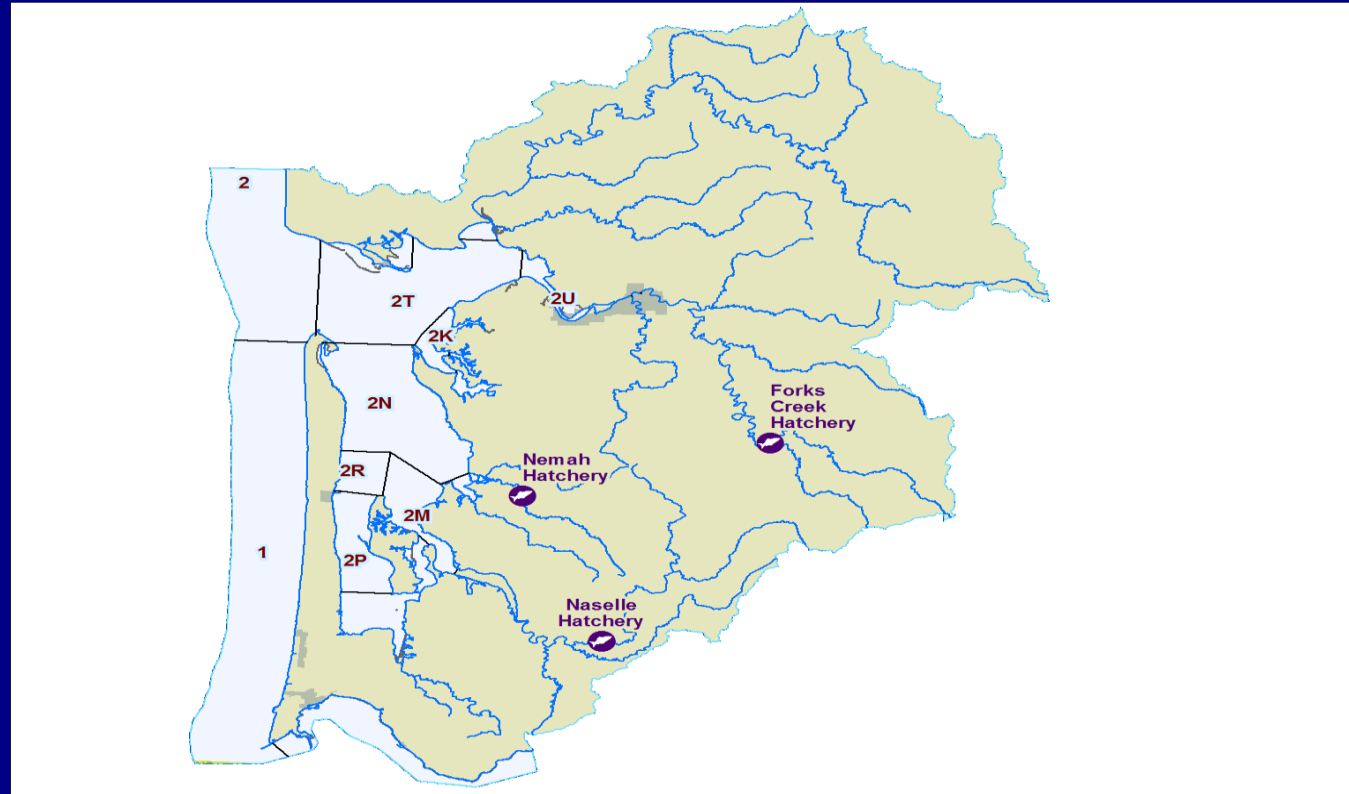 2
2T
2U
2K
2N
Forks
Creek
Hatchery
Nemah
Hatchery
2R
2M
1
2P
Naselle
Hatchery